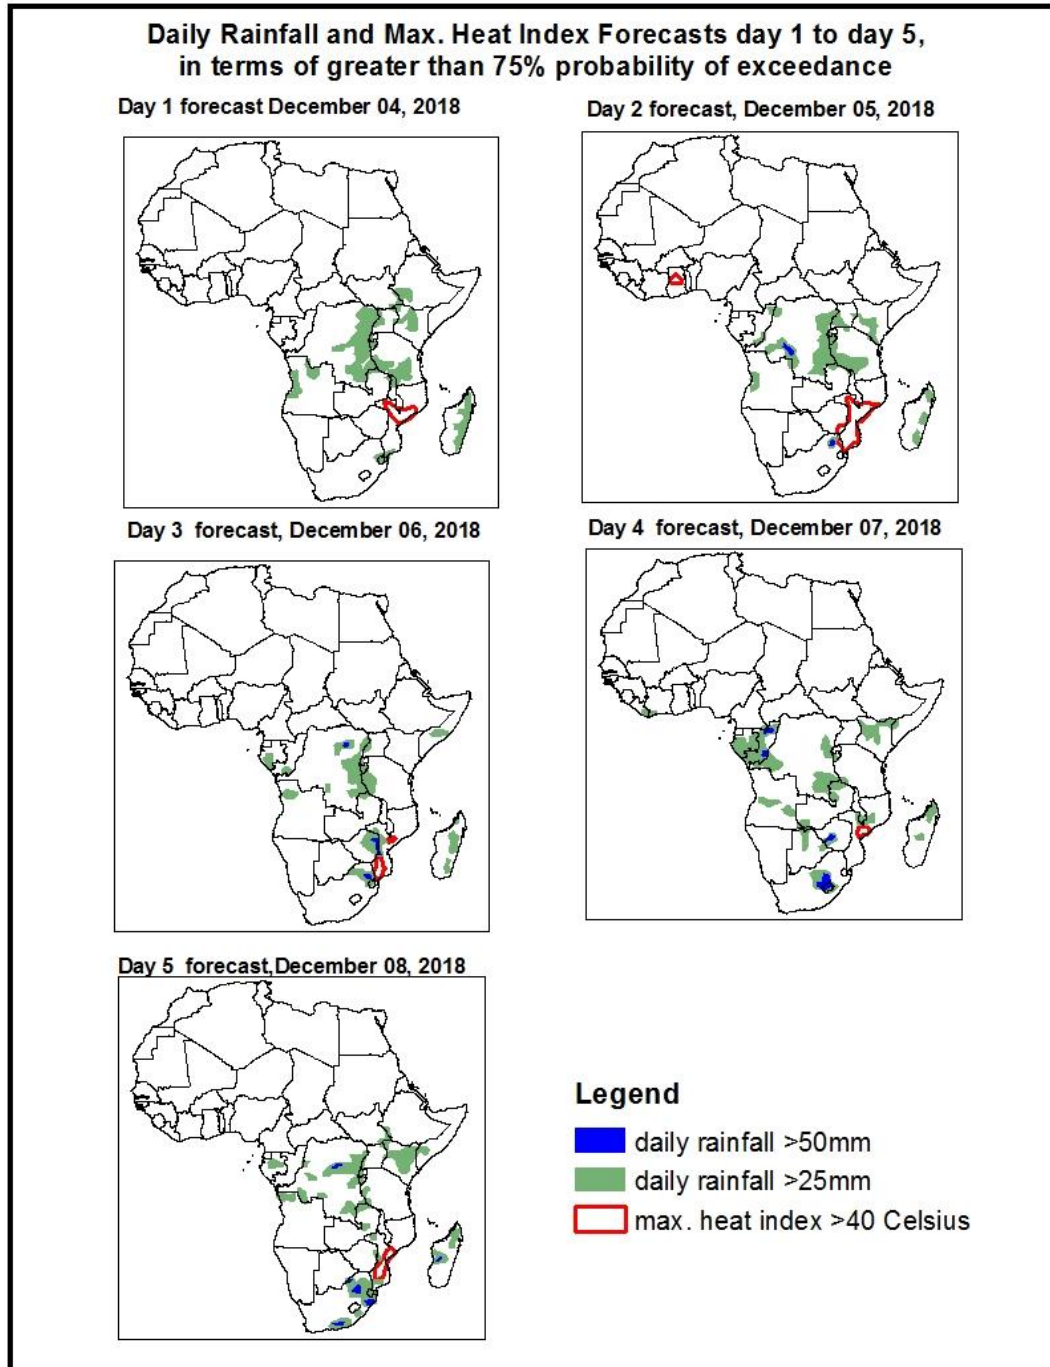 Daily Rainfall and Max. Heat Index Forecasts day 1 to day 5,
in terms of greater than 75% probability of exceedance
Day 1 forecast December 04, 2018
Day 2 forecast, December 05, 2018
Day 3 forecast, December 06, 2018
Day 4 forecast, December 07, 2018
Day 5 forecast,December 08, 2018
Legend
daily rainfall >50mm
daily rainfall >25mm
max. heat index >40 Celsius